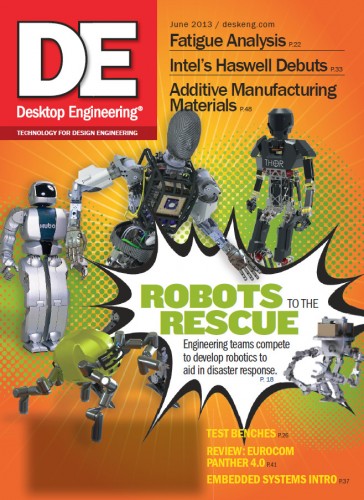 June 2013 / deskeng.com
DE
Desktop Engineering®
TECHNOLOGY FOR DESIGN ENGINEERING
Fatigue Analysis P.22
Intel's Haswell Debuts P.33
Additive Manufacturing
Materials P.48
THOR
ROBOTS TO THE
RESCUE
Engineering teams compete
to develop robotics to
aid in disaster response.
P. 18
TEST BENCHES P.26
REVIEW: EUROCOM
PANTHER 4.0 P.41
EMBEDDED SYSTEMS INTRO P.37